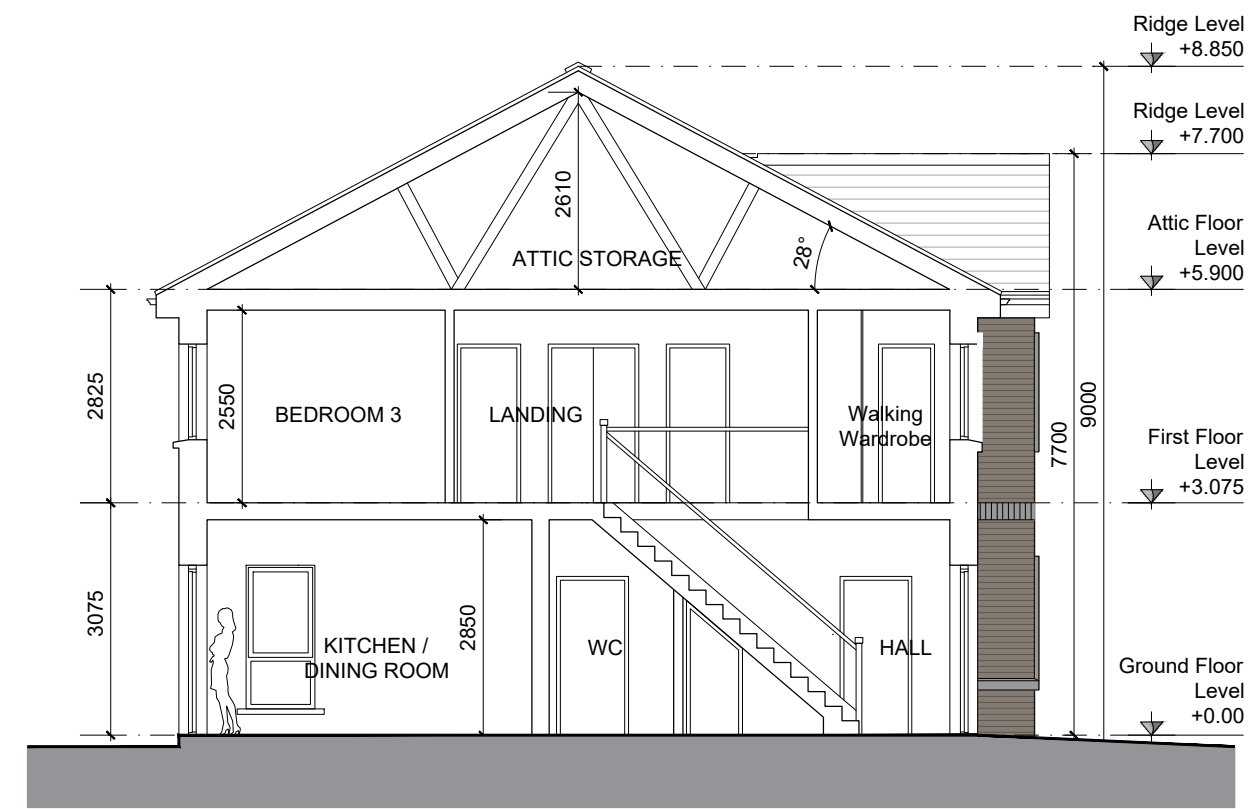 Ridge Level
+8.850
Ridge Level
+7.700
2610
28°
ATTIC STORAGE
Attic Floor
Level
+5.900
2825
2550
BEDROOM 3
LANDING
Walking
Wardrobe
9000
7700
First Floor
Level
+3.075
3075
2850
KITCHEN /
DINING ROOM
WC
HALL
Ground Floor
Level
+0.00